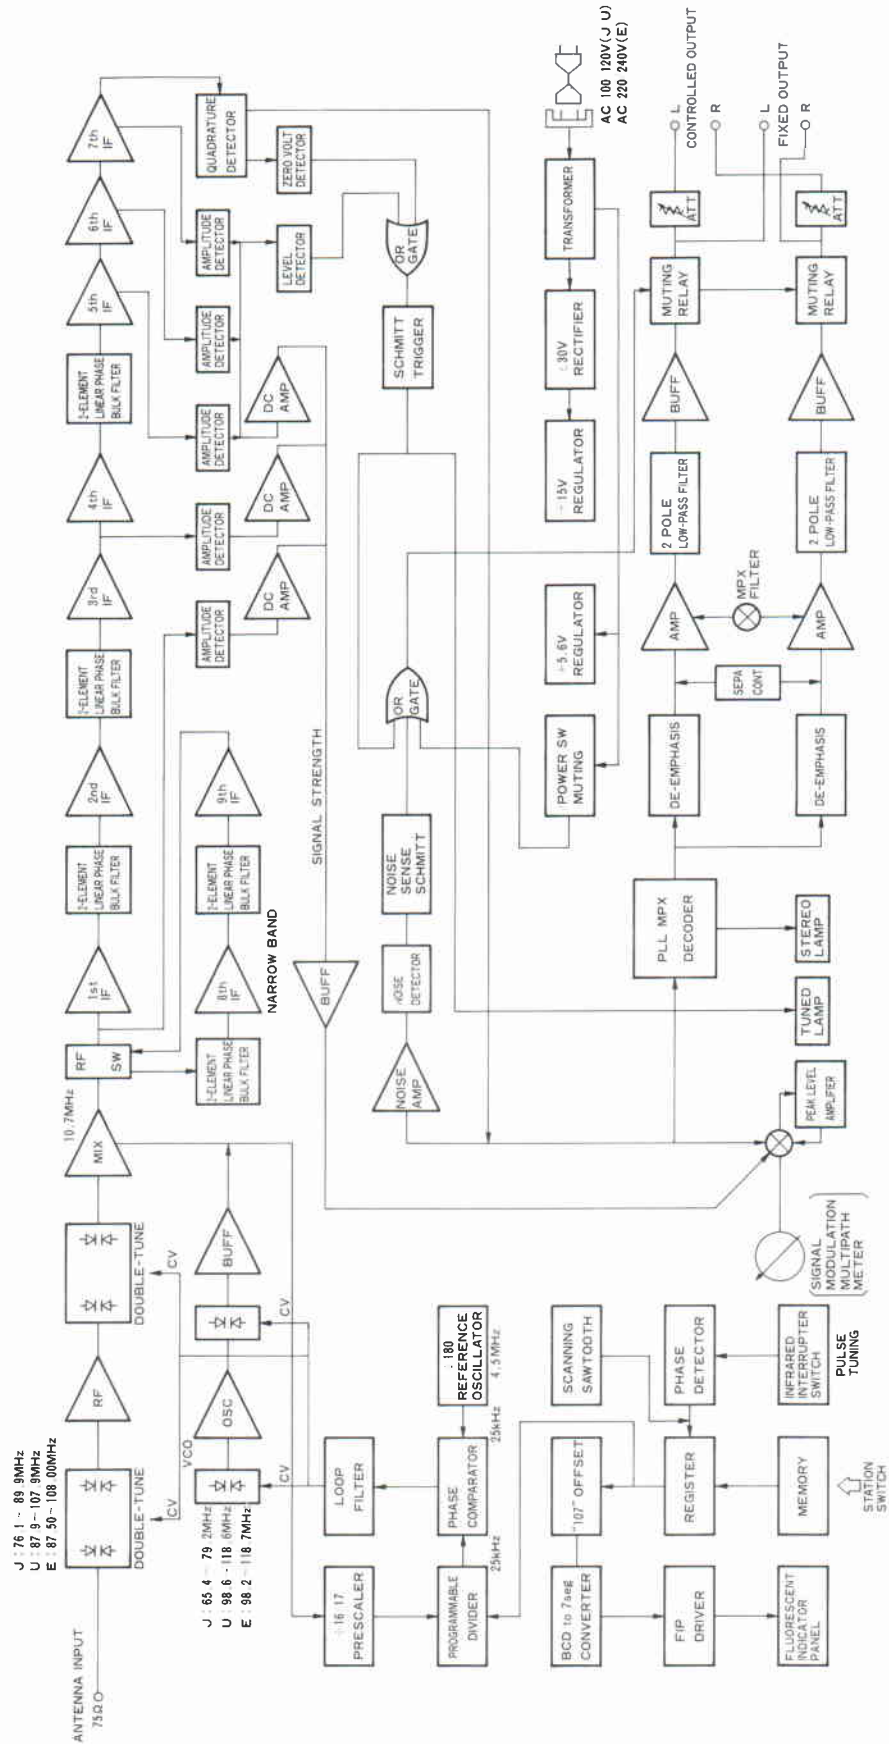 ANTENNA INPUT
75Ω
J : 76.1 ~ 89.9MHz
U : 87.9~107.9MHz
E : 87.50~108.00MHz
DOUBLE-TUNE
CV
RF
DOUBLE-TUNE
CV
MIX
10.7MHz
RF
SW
1st
IF
2-ELEMENT
LINEAR PHASE
BULK FILTER
2nd
IF
2-ELEMENT
LINEAR PHASE
BULK FILTER
3rd
IF
4th
IF
2-ELEMENT
LINEAR PHASE
BULK FILTER
5th
IF
6th
IF
7th
IF
J : 65.4 ~ 79.2MHz
U : 98.6 ~ 118.6MHz
E : 98.2~118.7MHz
VCO
CV
OSC
CV
BUFF
2-ELEMENT
LINEAR PHASE
BULK FILTER
8th
IF
2-ELEMENT
LINEAR PHASE
BULK FILTER
9th
IF
NARROW BAND
AMPLITUDE
DETECTOR
AMPLITUDE
DETECTOR
AMPLITUDE
DETECTOR
AMPLITUDE
DETECTOR
AMPLITUDE
DETECTOR
QUADRATURE
DETECTOR
DC
AMP
DC
AMP
DC
AMP
LEVEL
DETECTOR
ZERO VOLT
DETECTOR
BUFF
SIGNAL STRENGTH
16 17
PRESCALER
LOOP
FILTER
NOISE
AMP
NOISE
DETECTOR
NOISE
SENSE
SCHMITT
OR
GATE
SCHMITT
TRIGGER
OR
GATE
PROGRAMMABLE
DIVIDER
25kHz
PHASE
COMPARATOR
25kHz
180
REFERENCE
OSCILLATOR
4.5MHz
BCD to 7seg
CONVERTER
"107" OFFSET
SCANNING
SAWTOOTH
POWER SW
MUTING
+5.6V
REGULATOR
15V
REGULATOR
30V
RECTIFIER
TRANSFORMER
AC 100 120V(J U)
AC 220 240V(E)
FIP
DRIVER
REGISTER
PHASE
DETECTOR
PLL MPX
DECODER
DE-EMPHASIS
SEPA
CONT
AMP
2 POLE
LOW-PASS FILTER
BUFF
MUTING
RELAY
ATT
L
CONTROLLED OUTPUT
R
FLUORESCENT
INDICATOR
PANEL
MEMORY
STATION
SWITCH
INFRARED
INTERRUPTER
SWITCH
PULSE
TUNING
SIGNAL
MODULATION
MULTIPATH
METER
PEAK LEVEL
AMPLIFIER
TUNED
LAMP
STEREO
LAMP
DE-EMPHASIS
MPX
FILTER
AMP
2 POLE
LOW-PASS FILTER
BUFF
MUTING
RELAY
ATT
L
FIXED OUTPUT
R